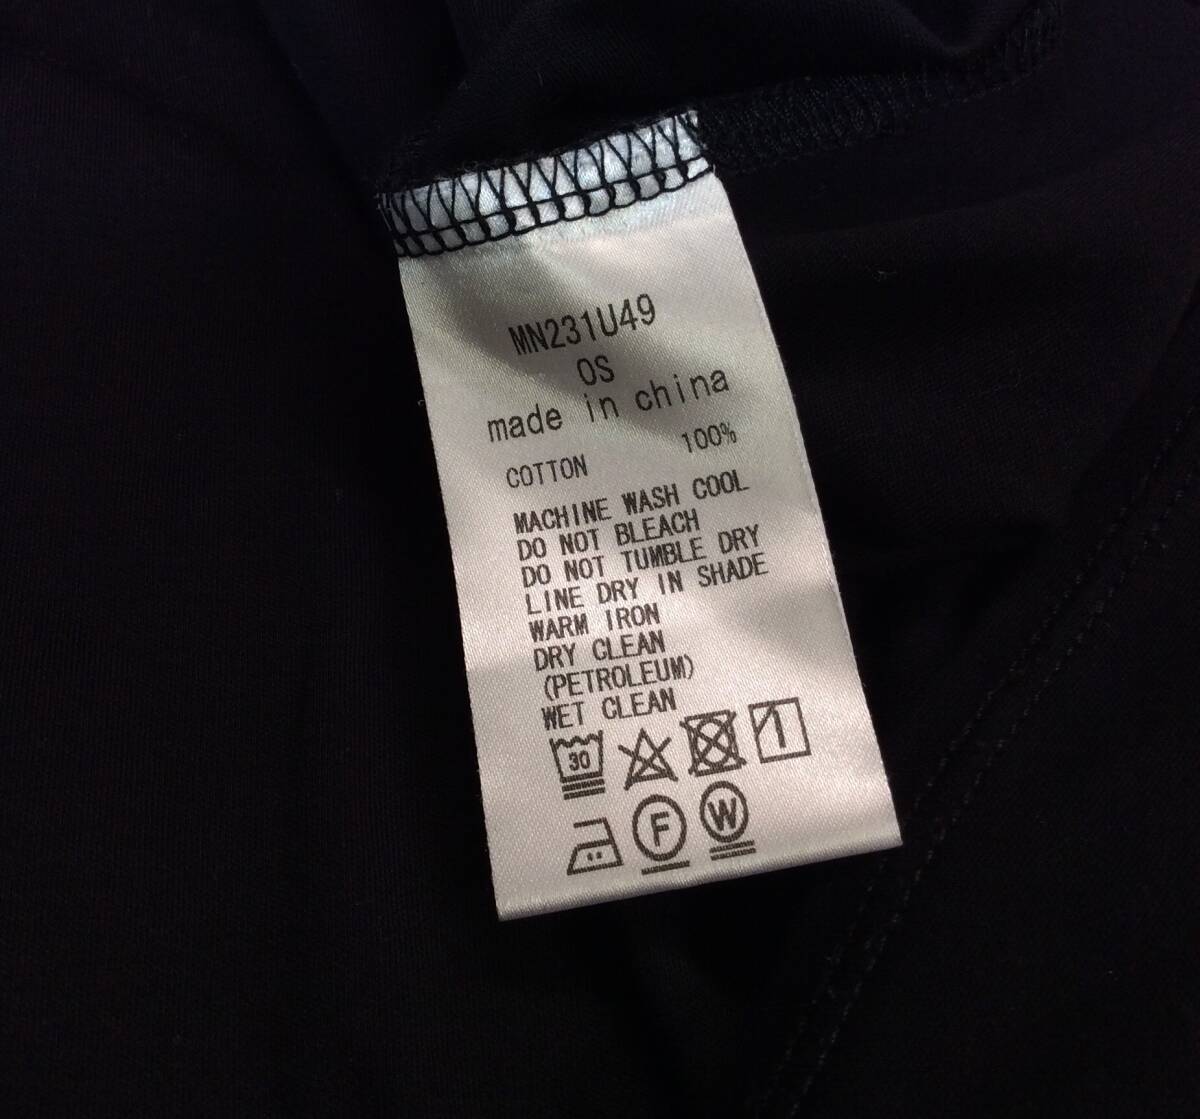 MN231U49
OS
made in china
COTTON 100%
MACHINE WASH COOL
DO NOT BLEACH
DO NOT TUMBLE DRY
LINE DRY IN SHADE
WARM IRON
DRY CLEAN
(PETROLEUM)
WET CLEAN
30
F W